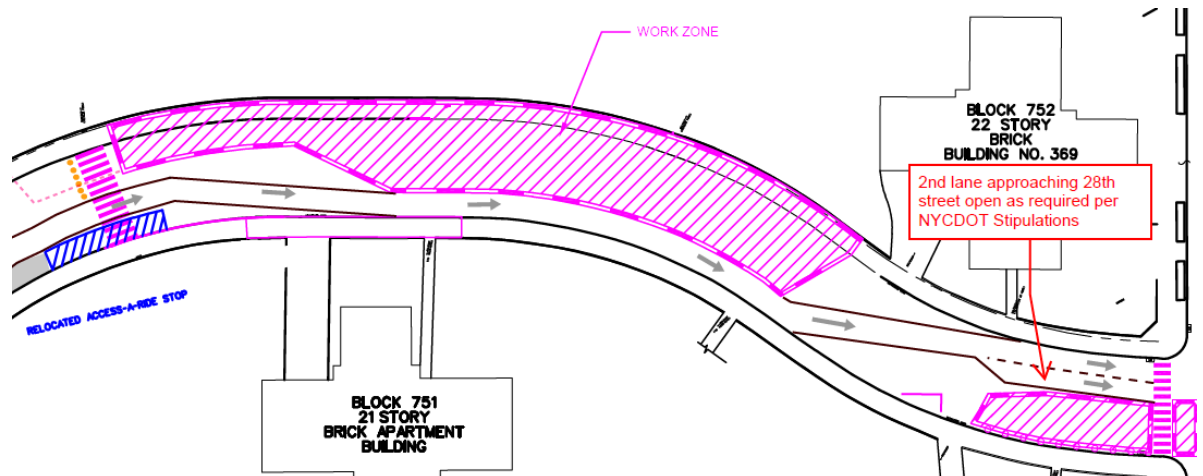 WORK ZONE
BLOCK 752
22 STORY
BRICK
BUILDING NO. 369
2nd lane approaching 28th
street open as required per
NYCDOT Stipulations
RELOCATED ACCESS-A-RIDE STOP
BLOCK 751
21 STORY
BRICK APARTMENT
BUILDING